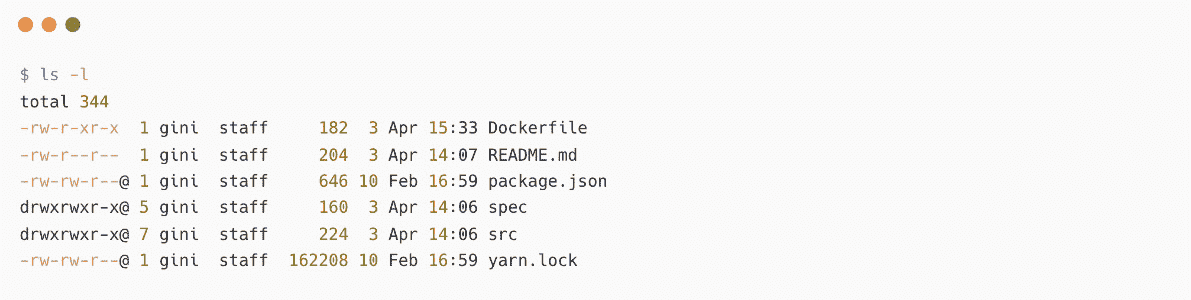 $ ls -l
total 344
-rw-r-xr-x  1 gini  staff     182  3 Apr 15:33 Dockerfile
-rw-r--r--  1 gini  staff     204  3 Apr 14:07 README.md
-rw-rw-r--@ 1 gini  staff     646 10 Feb 16:59 package.json
drwxrwxr-x@ 5 gini  staff     160  3 Apr 14:06 spec
drwxrwxr-x@ 7 gini  staff     224  3 Apr 14:06 src
-rw-rw-r--@ 1 gini  staff  162208 10 Feb 16:59 yarn.lock